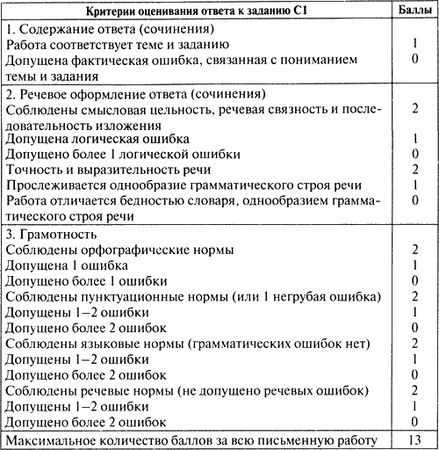 Критерии оценивания ответа к заданию С1 Баллы
1. Содержание ответа (сочинения)
Работа соответствует теме и заданию 1
Допущена фактическая ошибка, связанная с пониманием 0
темы и задания
2. Речевое оформление ответа (сочинения)
Соблюдены смысловая цельность, речевая связность и после- 2
довательность изложения
Допущена логическая ошибка 1
Допущено более 1 логической ошибки 0
Точность и выразительность речи 2
Прослеживается однообразие грамматического строя речи 1
Работа отличается бедностью словаря, однообразием грамма- 0
тического строя речи
3. Грамотность
Соблюдены орфографические нормы 2
Допущена 1 ошибка 1
Допущено более 1 ошибки 0
Соблюдены пунктуационные нормы (или 1 негрубая ошибка) 2
Допущены 1–2 ошибки 1
Допущено более 2 ошибок 0
Соблюдены языковые нормы (грамматических ошибок нет) 2
Допущены 1–2 ошибки 1
Допущено более 2 ошибок 0
Соблюдены речевые нормы (не допущено речевых ошибок) 2
Допущены 1–2 ошибки 1
Допущено более 2 ошибок 0
Максимальное количество баллов за всю письменную работу 13